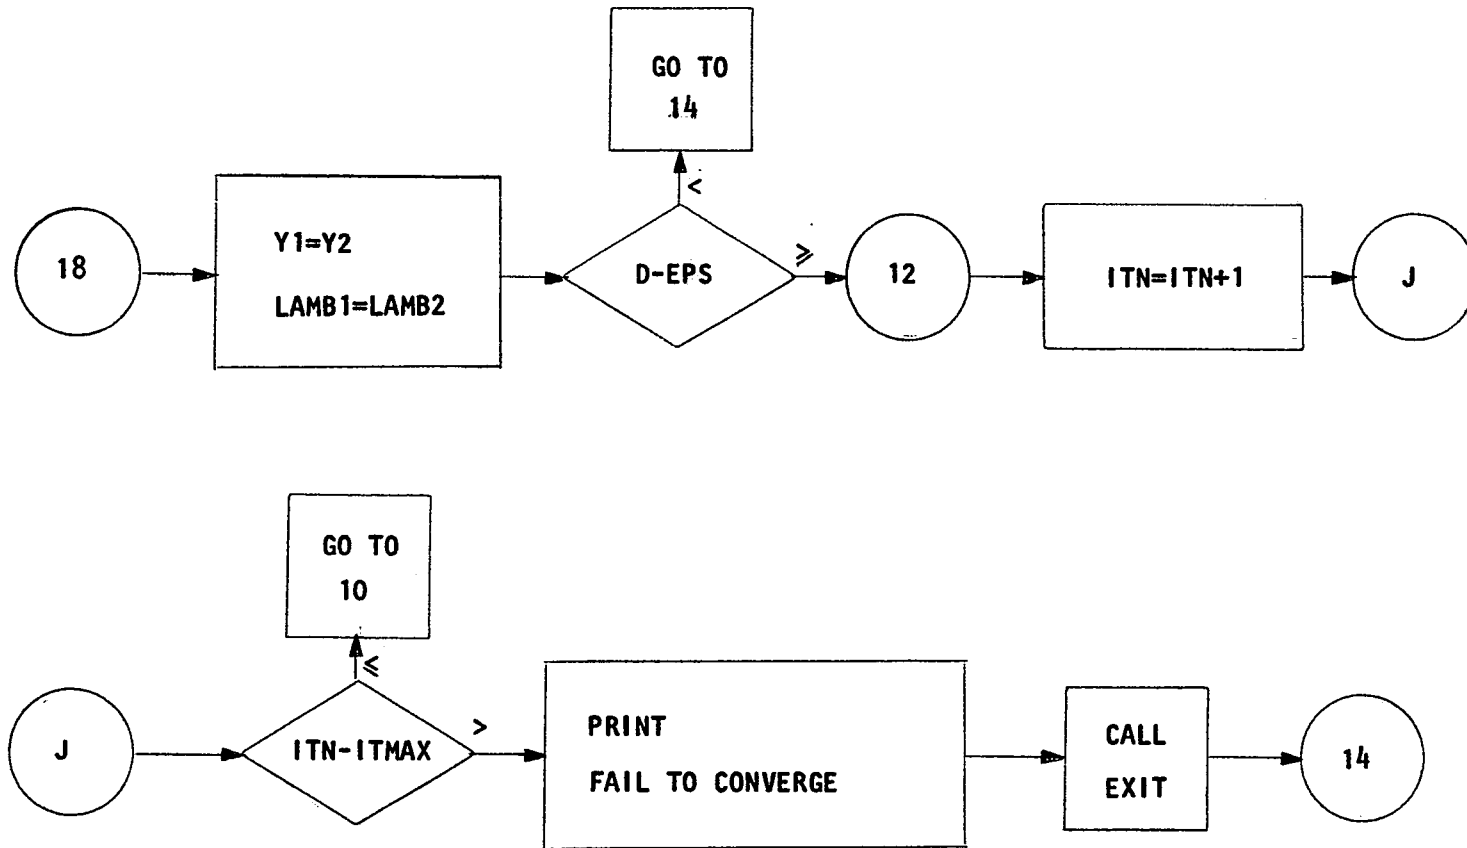 GO TO
14
<
18
Y1=Y2
LAMB1=LAMB2
D-EPS
≥
12
ITN=ITN+1
J
GO TO
10
≤
J
ITN-ITMAX
>
PRINT
FAIL TO CONVERGE
CALL
EXIT
14